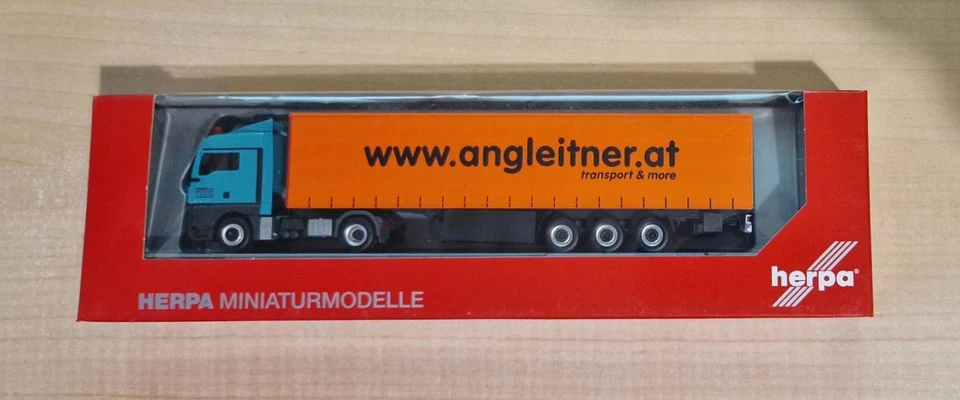 www.angleitner.at
transport & more
herpa®
HERPA MINIATURMODELLE